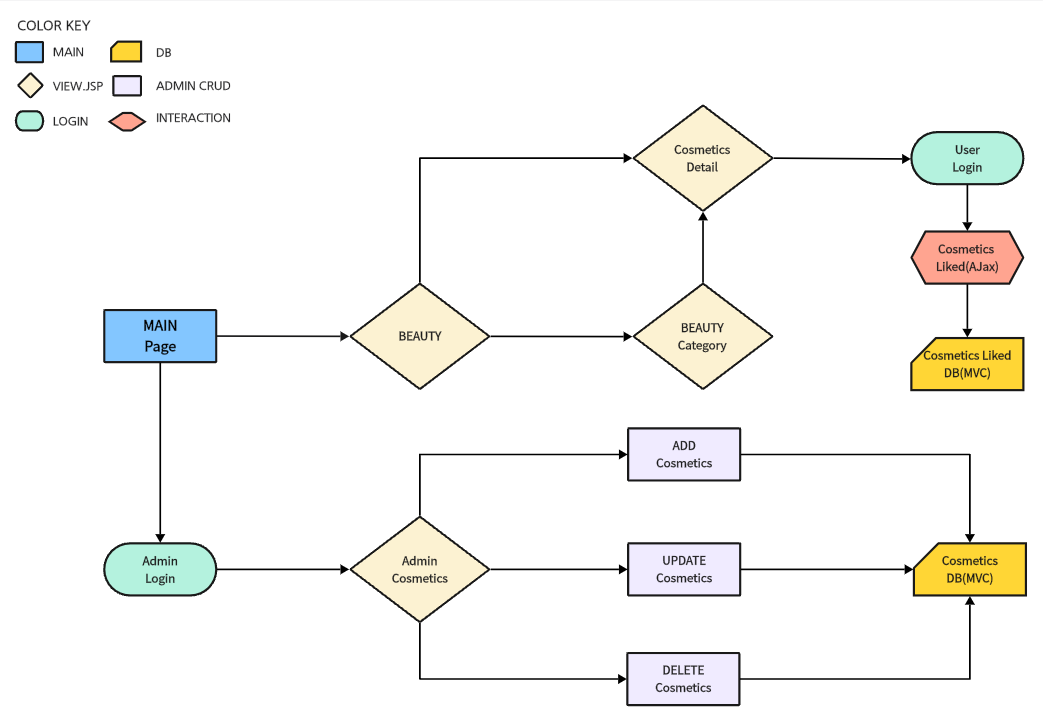 COLOR KEY
MAIN
DB
VIEW.JSP
ADMIN CRUD
LOGIN
INTERACTION
Cosmetics
Detail
User
Login
Cosmetics
Liked(AJax)
MAIN
Page
BEAUTY
BEAUTY
Category
Cosmetics Liked
DB(MVC)
ADD
Cosmetics
Admin
Login
Admin
Cosmetics
UPDATE
Cosmetics
Cosmetics
DB(MVC)
DELETE
Cosmetics